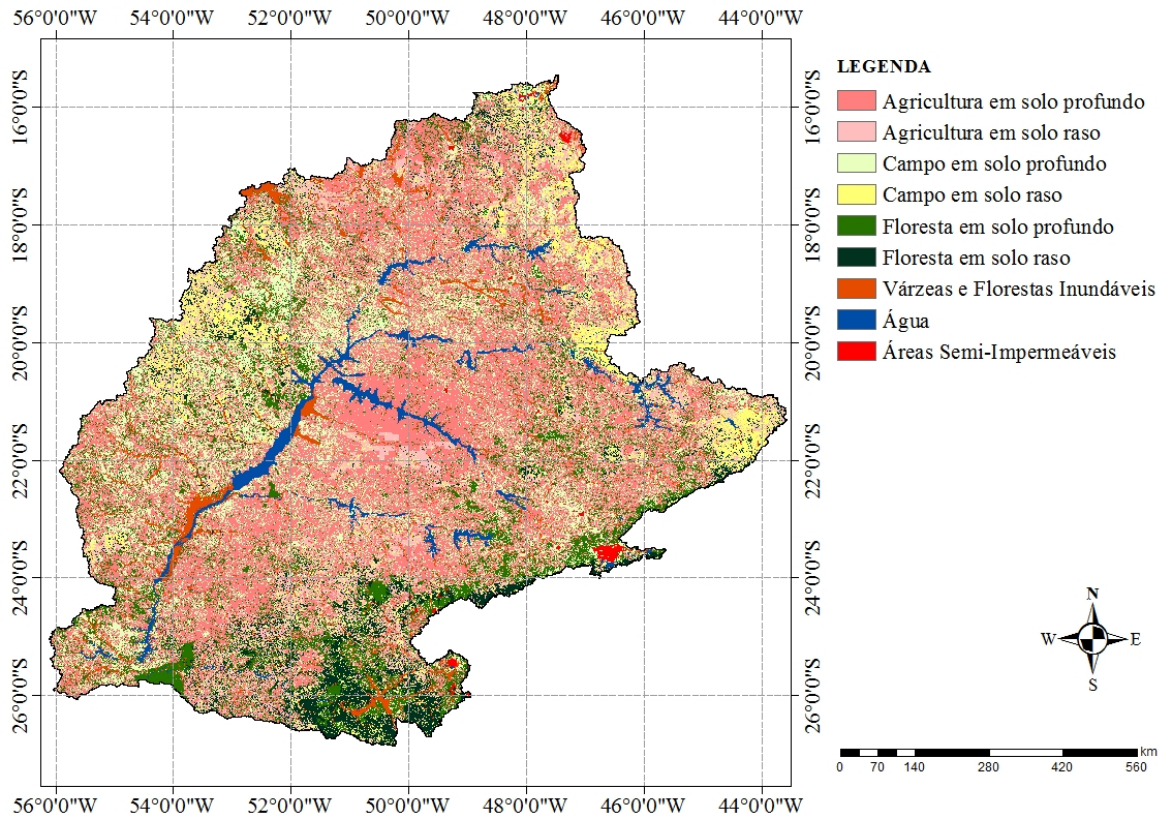 56°0'0"W 54°0'0"W 52°0'0"W 50°0'0"W 48°0'0"W 46°0'0"W 44°0'0"W
16°0'0"S 16°0'0"S
18°0'0"S 18°0'0"S
20°0'0"S 20°0'0"S
22°0'0"S 22°0'0"S
24°0'0"S 24°0'0"S
26°0'0"S 26°0'0"S
56°0'0"W 54°0'0"W 52°0'0"W 50°0'0"W 48°0'0"W 46°0'0"W 44°0'0"W
LEGENDA
Agricultura em solo profundo
Agricultura em solo raso
Campo em solo profundo
Campo em solo raso
Floresta em solo profundo
Floresta em solo raso
Várzeas e Florestas Inundáveis
Água
Áreas Semi-Impermeáveis
N
W E
S
km
0 70 140 280 420 560